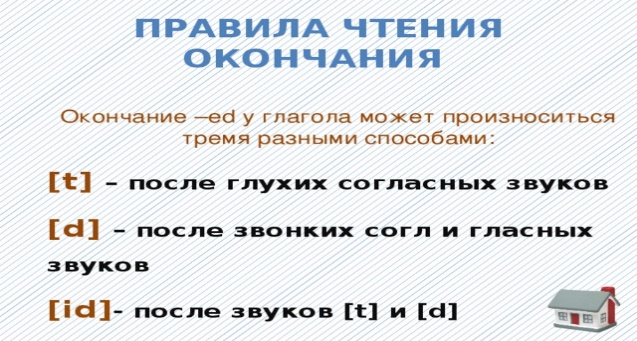 ПРАВИЛА ЧТЕНИЯ
ОКОНЧАНИЯ
Окончание –ed у глагола может произноситься
тремя разными способами:
[t] – после глухих согласных звуков
[d] – после звонких согл и гласных
звуков
[id]- после звуков [t] и [d]